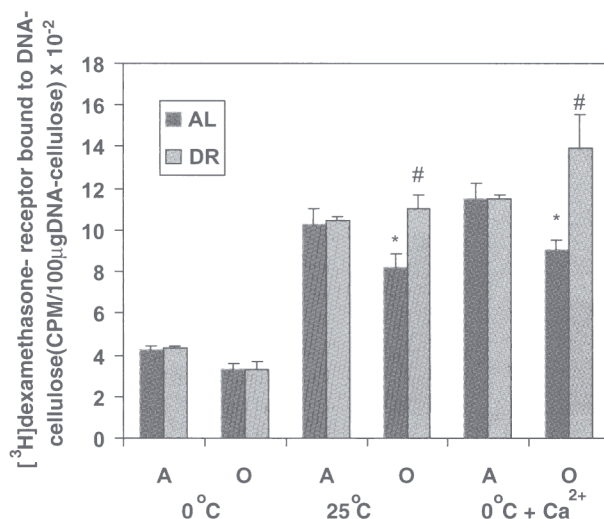 [³H]dexamethasone- receptor bound to DNA-
cellulose(CPM/100µgDNA-cellulose) x 10⁻²
18
16
14
12
10
8
6
4
2
0
AL
DR
#
#
*
*
A O A O A O
0°C 25°C 0°C + Ca²⁺